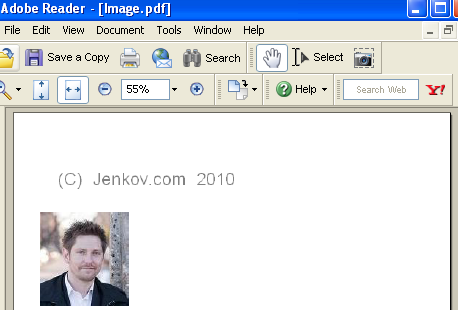 Adobe Reader - [Image.pdf]
File Edit View Document Tools Window Help
Save a Copy Search Select
55% Help Search Web Y!
(C) Jenkov.com 2010